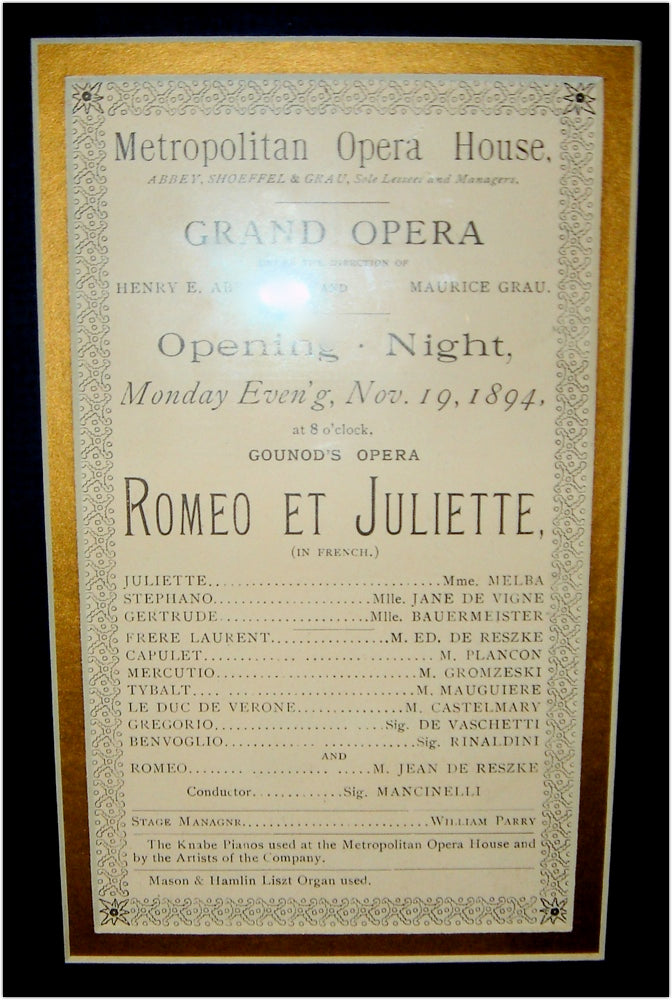 Metropolitan Opera House,
ABBEY, SHOEFFEL & GRAU, Sole Lessees and Managers.
GRAND OPERA
UNDER THE DIRECTION OF
HENRY E. AND MAURICE GRAU.
Opening · Night,
Monday Even'g, Nov. 19, 1894,
at 8 o'clock.
GOUNOD'S OPERA
ROMEO ET JULIETTE,
(IN FRENCH.)
JULIETTE..........................Mme. MELBA
STEPHANO..................Mlle. JANE DE VIGNE
GERTRUDE..................Mlle. BAUERMEISTER
FRERE LAURENT..............M. ED. DE RESZKE
CAPULET..........................M. PLANCON
MERCUTIO.......................M. GROMZESKI
TYBALT.........................M. MAUGUIERE
LE DUC DE VERONE.............M. CASTELMARY
GREGORIO....................Sig. DE VASCHETTI
BENVOGLIO......................Sig. RINALDINI
AND
ROMEO....................M. JEAN DE RESZKE
Conductor............Sig. MANCINELLI
STAGE MANAGNR..........................WILLIAM PARRY
The Knabe Pianos used at the Metropolitan Opera House and
by the Artists of the Company.
Mason & Hamlin Liszt Organ used.